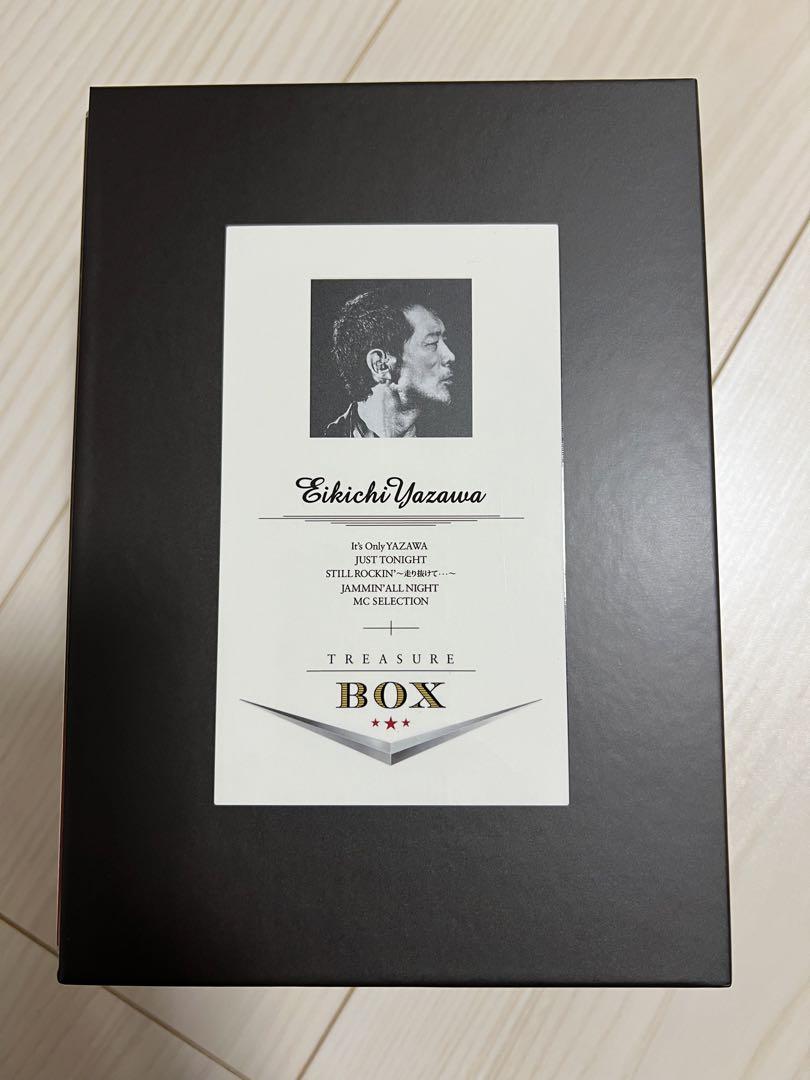 Eikichi Yazawa
It's Only YAZAWA
JUST TONIGHT
STILL ROCKIN'～走り抜けて･･･～
JAMMIN' ALL NIGHT
MC SELECTION
TREASURE
BOX